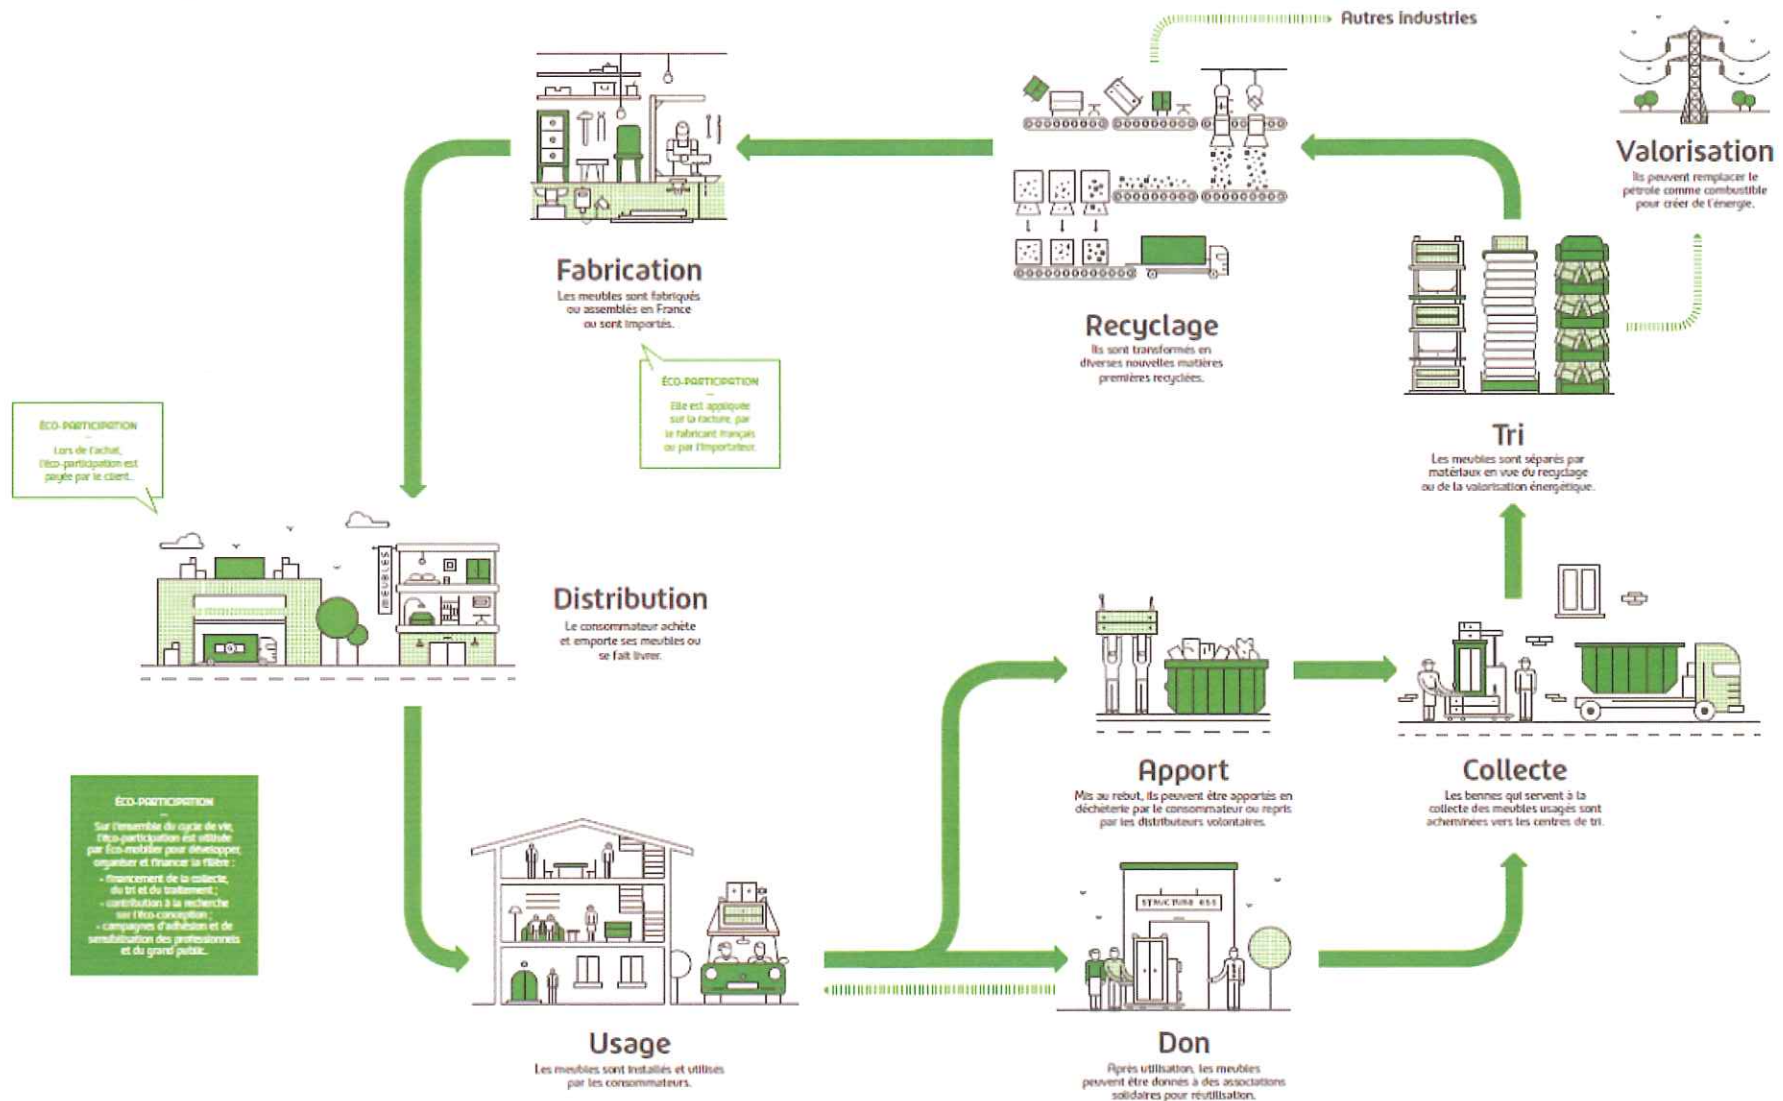 Autres industries
Valorisation
Ils peuvent remplacer le
pétrole comme combustible
pour créer de l'énergie.
Fabrication
Les meubles sont fabriqués
ou assemblés en France
ou sont importés.
Recyclage
Ils sont transformés en
diverses nouvelles matières
premières recyclées.
ÉCO-PARTICIPATION
Elle est appliquée
sur la facture, par
le fabricant français
ou par l'importateur.
ÉCO-PARTICIPATION
Lors de l'achat,
l'éco-participation est
payée par le client.
Tri
Les meubles sont séparés par
matériaux en vue du recyclage
ou de la valorisation énergétique.
MEUBLES
Distribution
Le consommateur achète
et emporte ses meubles ou
se fait livrer.
Apport
Mis au rebut, ils peuvent être apportés en
déchèterie par le consommateur ou repris
par les distributeurs volontaires.
Collecte
Les bennes qui servent à la
collecte des meubles usagés sont
acheminées vers les centres de tri.
ÉCO-PARTICIPATION
Sur l'ensemble du cycle de vie,
l'éco-participation est utilisée
par Éco-mobilier pour développer,
organiser et financer la filière :
- financement de la collecte,
du tri et du traitement ;
- contribution à la recherche
sur l'éco-conception ;
- campagnes d'adhésion et de
sensibilisation des professionnels
et du grand public.
STRUCTURE ESS
Usage
Les meubles sont installés et utilisés
par les consommateurs.
Don
Après utilisation, les meubles
peuvent être donnés à des associations
solidaires pour réutilisation.